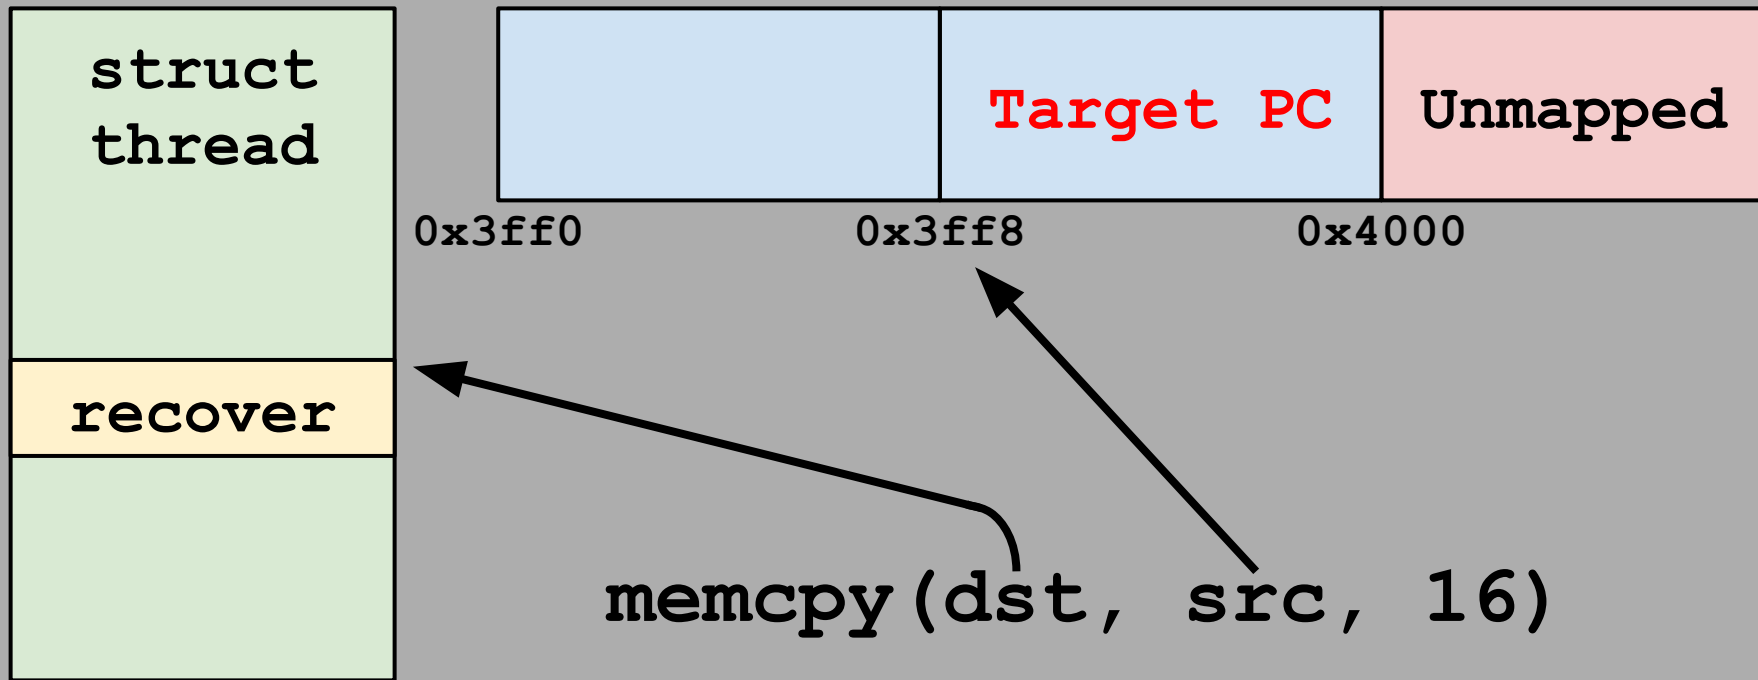 struct
thread
recover
Target PC
Unmapped
0x3ff0
0x3ff8
0x4000
memcpy(dst, src, 16)